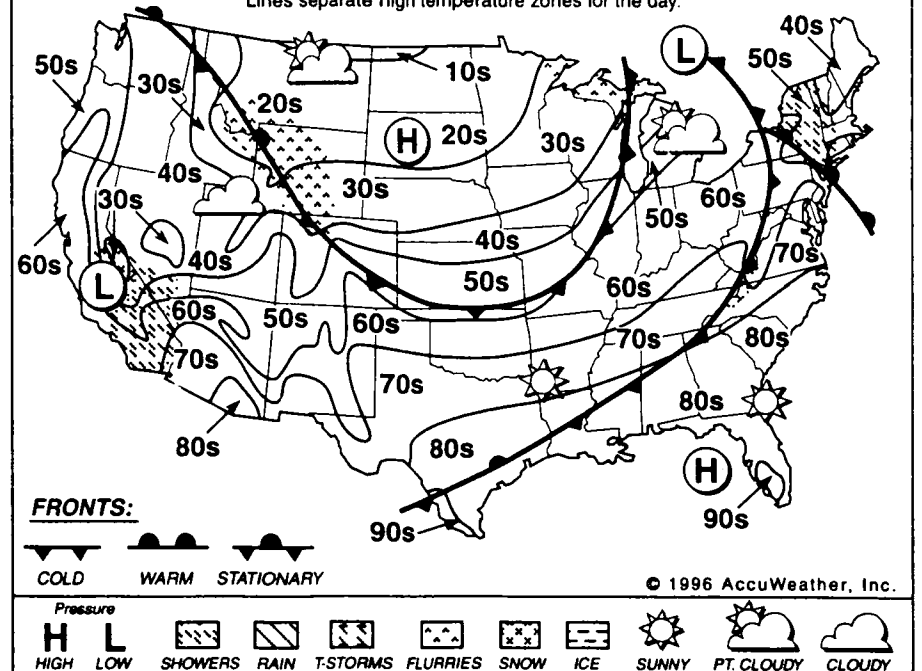 Lines separate high temperature zones for the day.
40s
50s
50s
10s
30s
20s
20s
30s
40s
30s
60s
30s
50s
40s
60s
40s
70s
50s
60s
60s
50s
60s
70s
80s
70s
70s
80s
80s
80s
90s
90s
H
L
L
H
FRONTS:
COLD WARM STATIONARY
© 1996 AccuWeather, Inc.
Pressure
H L
HIGH LOW SHOWERS RAIN T-STORMS FLURRIES SNOW ICE SUNNY PT. CLOUDY CLOUDY